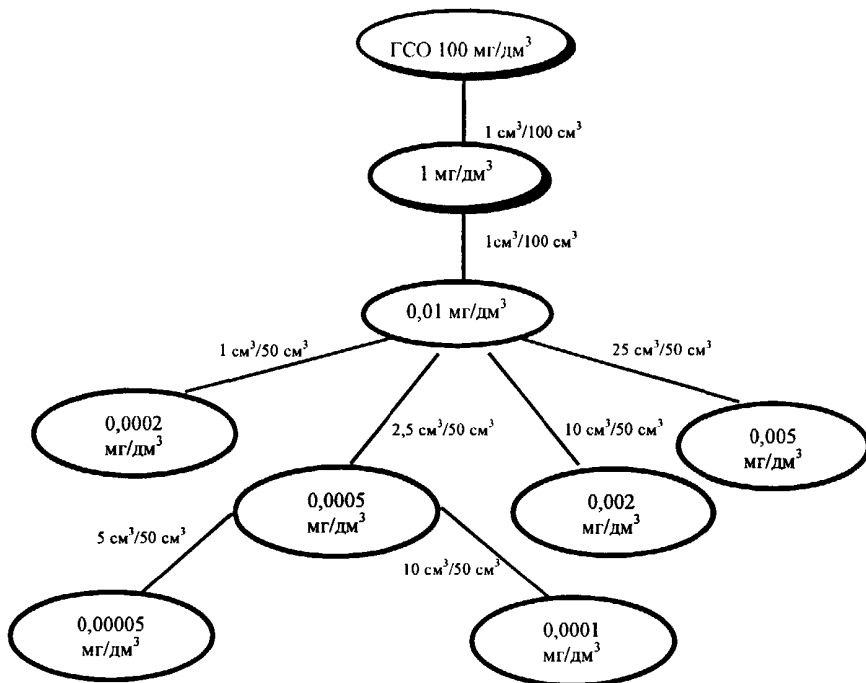 ГСО 100 мг/дм³
1 см³/100 см³
1 мг/дм³
1см³/100 см³
0,01 мг/дм³
1 см³/50 см³
25 см³/50 см³
0,0002
мг/дм³
2,5 см³/50 см³
10 см³/50 см³
0,005
мг/дм³
0,0005
мг/дм³
0,002
мг/дм³
5 см³/50 см³
10 см³/50 см³
0,00005
мг/дм³
0,0001
мг/дм³